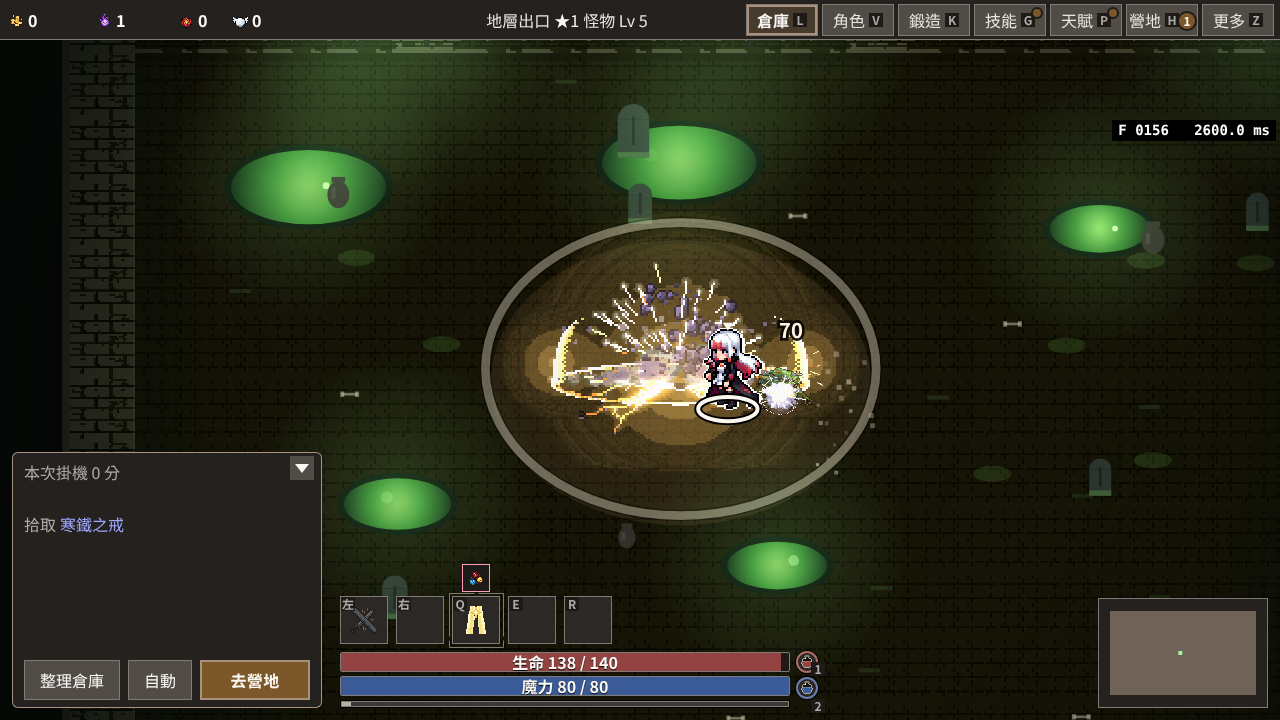 0
1
0
0
地層出口 ★1 怪物 Lv 5
倉庫 L
角色 V
鍛造 K
技能 G
天賦 P
營地 H 1
更多 Z
F 0156 2600.0 ms
70
本次掛機 0 分
拾取 寒鐵之戒
整理倉庫
自動
去營地
左
右
Q
E
R
生命 138 / 140
1
魔力 80 / 80
2